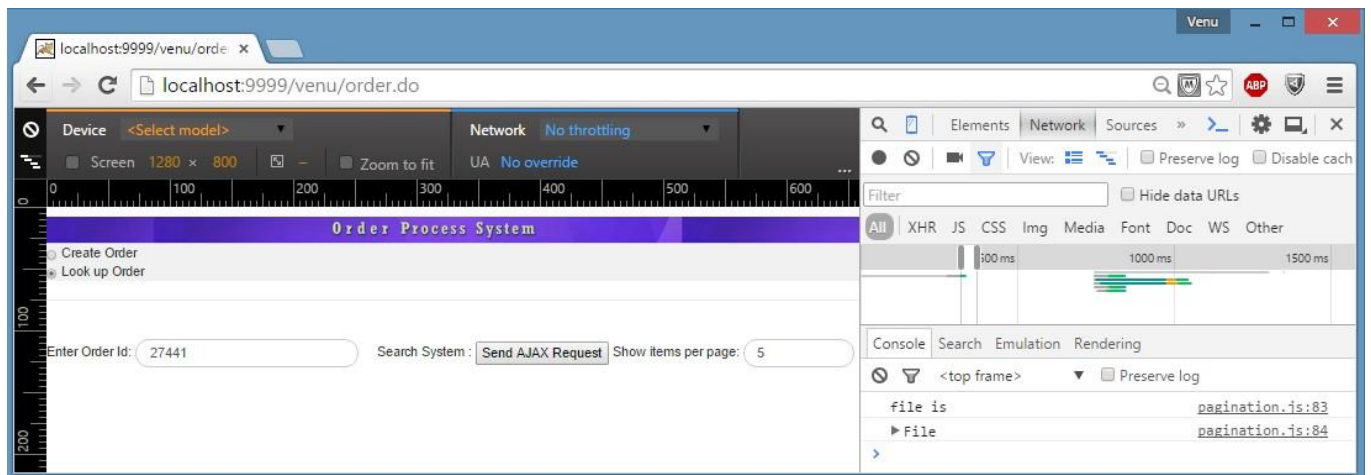 Venu
localhost:9999/venu/orde
localhost:9999/venu/order.do
ABP
Device <Select model> Network No throttling
Screen 1280 × 800 Zoom to fit UA No override ...
0 100 200 300 400 500 600
Order Process System
Create Order
Look up Order
100
Enter Order Id: 27441 Search System : Send AJAX Request Show items per page: 5
200
Elements Network Sources »
View: Preserve log Disable cach
Filter Hide data URLs
All XHR JS CSS Img Media Font Doc WS Other
500 ms 1000 ms 1500 ms
Console Search Emulation Rendering
<top frame> Preserve log
file is pagination.js:83
File pagination.js:84